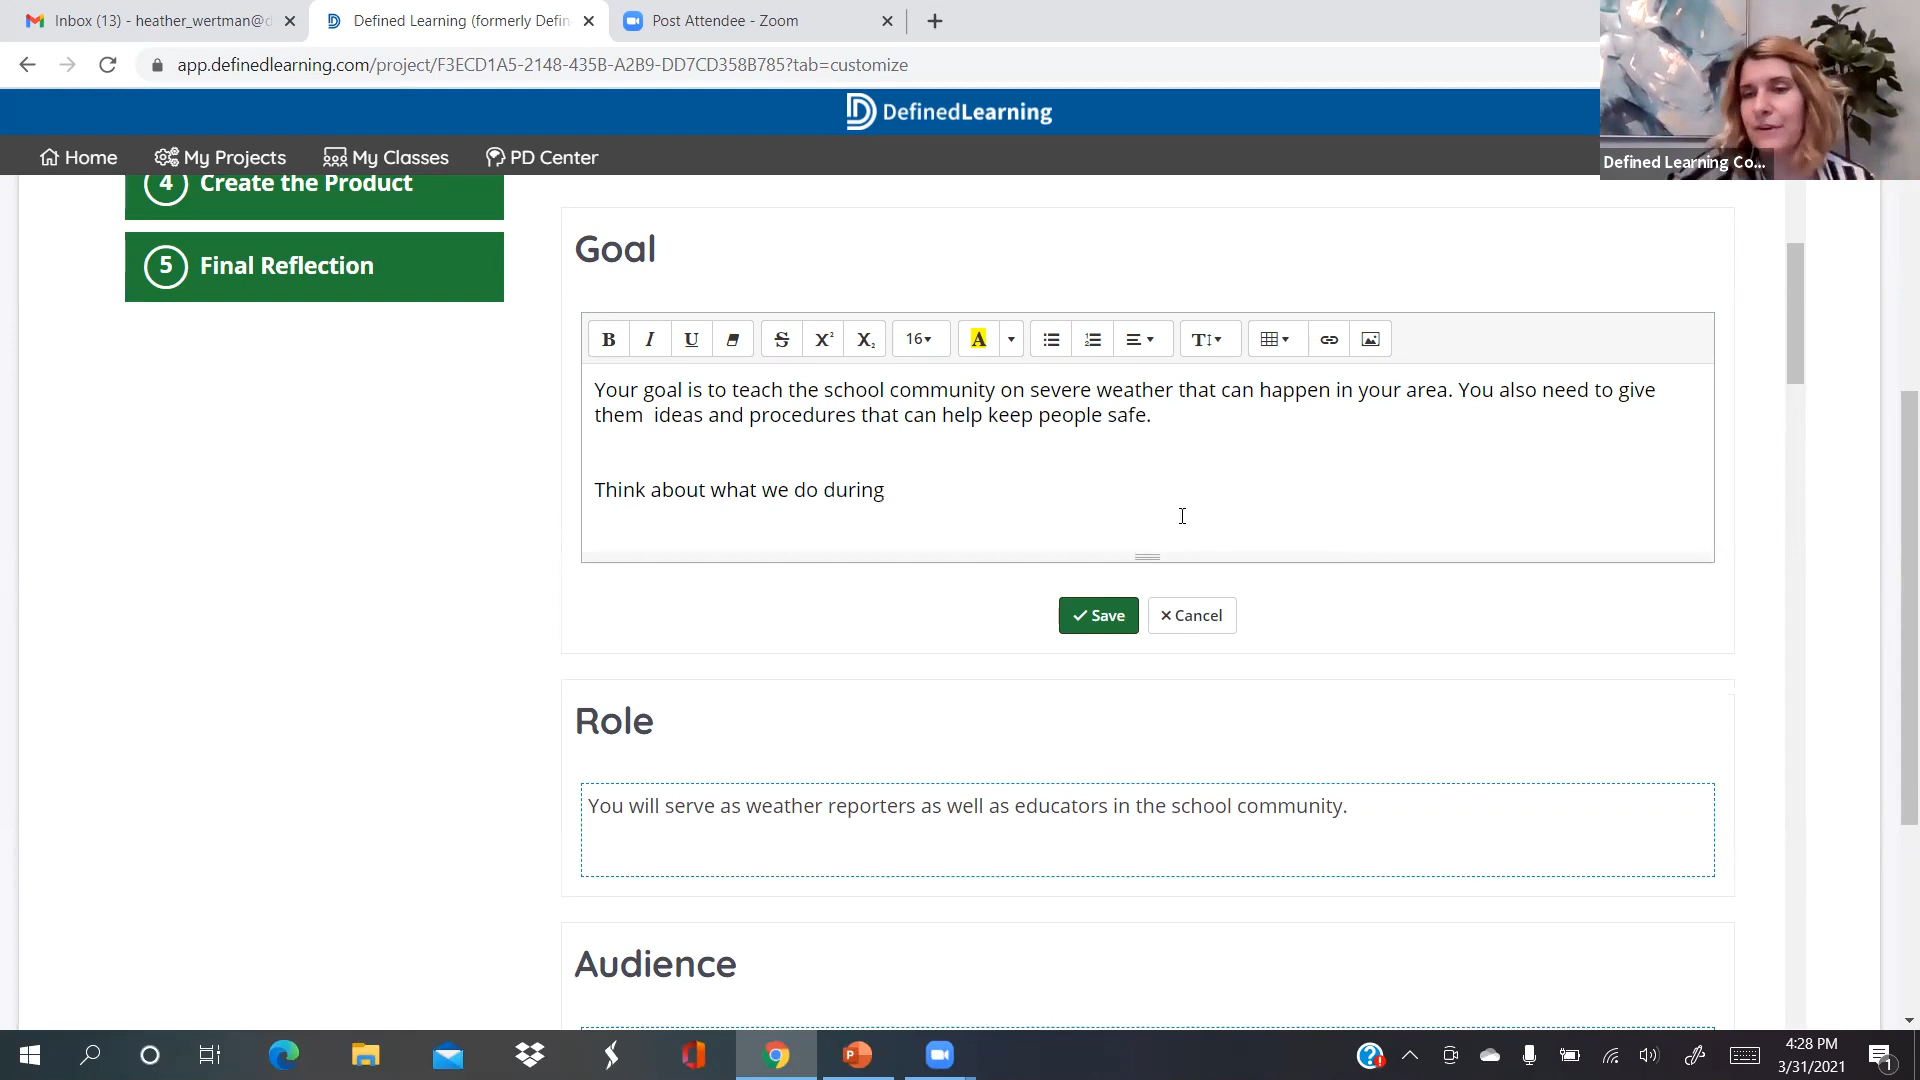 Inbox (13) - heather_wertman@d
Defined Learning (formerly Defin
Post Attendee - Zoom
app.definedlearning.com/project/F3ECD1A5-2148-435B-A2B9-DD7CD358B785?tab=customize
DefinedLearning
Defined Learning Co...
Home
My Projects
My Classes
PD Center
4 Create the Product
5 Final Reflection
Goal
B I U S X² X₂ 16 A T
Your goal is to teach the school community on severe weather that can happen in your area. You also need to give
them  ideas and procedures that can help keep people safe.
Think about what we do during
Save
Cancel
Role
You will serve as weather reporters as well as educators in the school community.
Audience
4:28 PM
3/31/2021
1